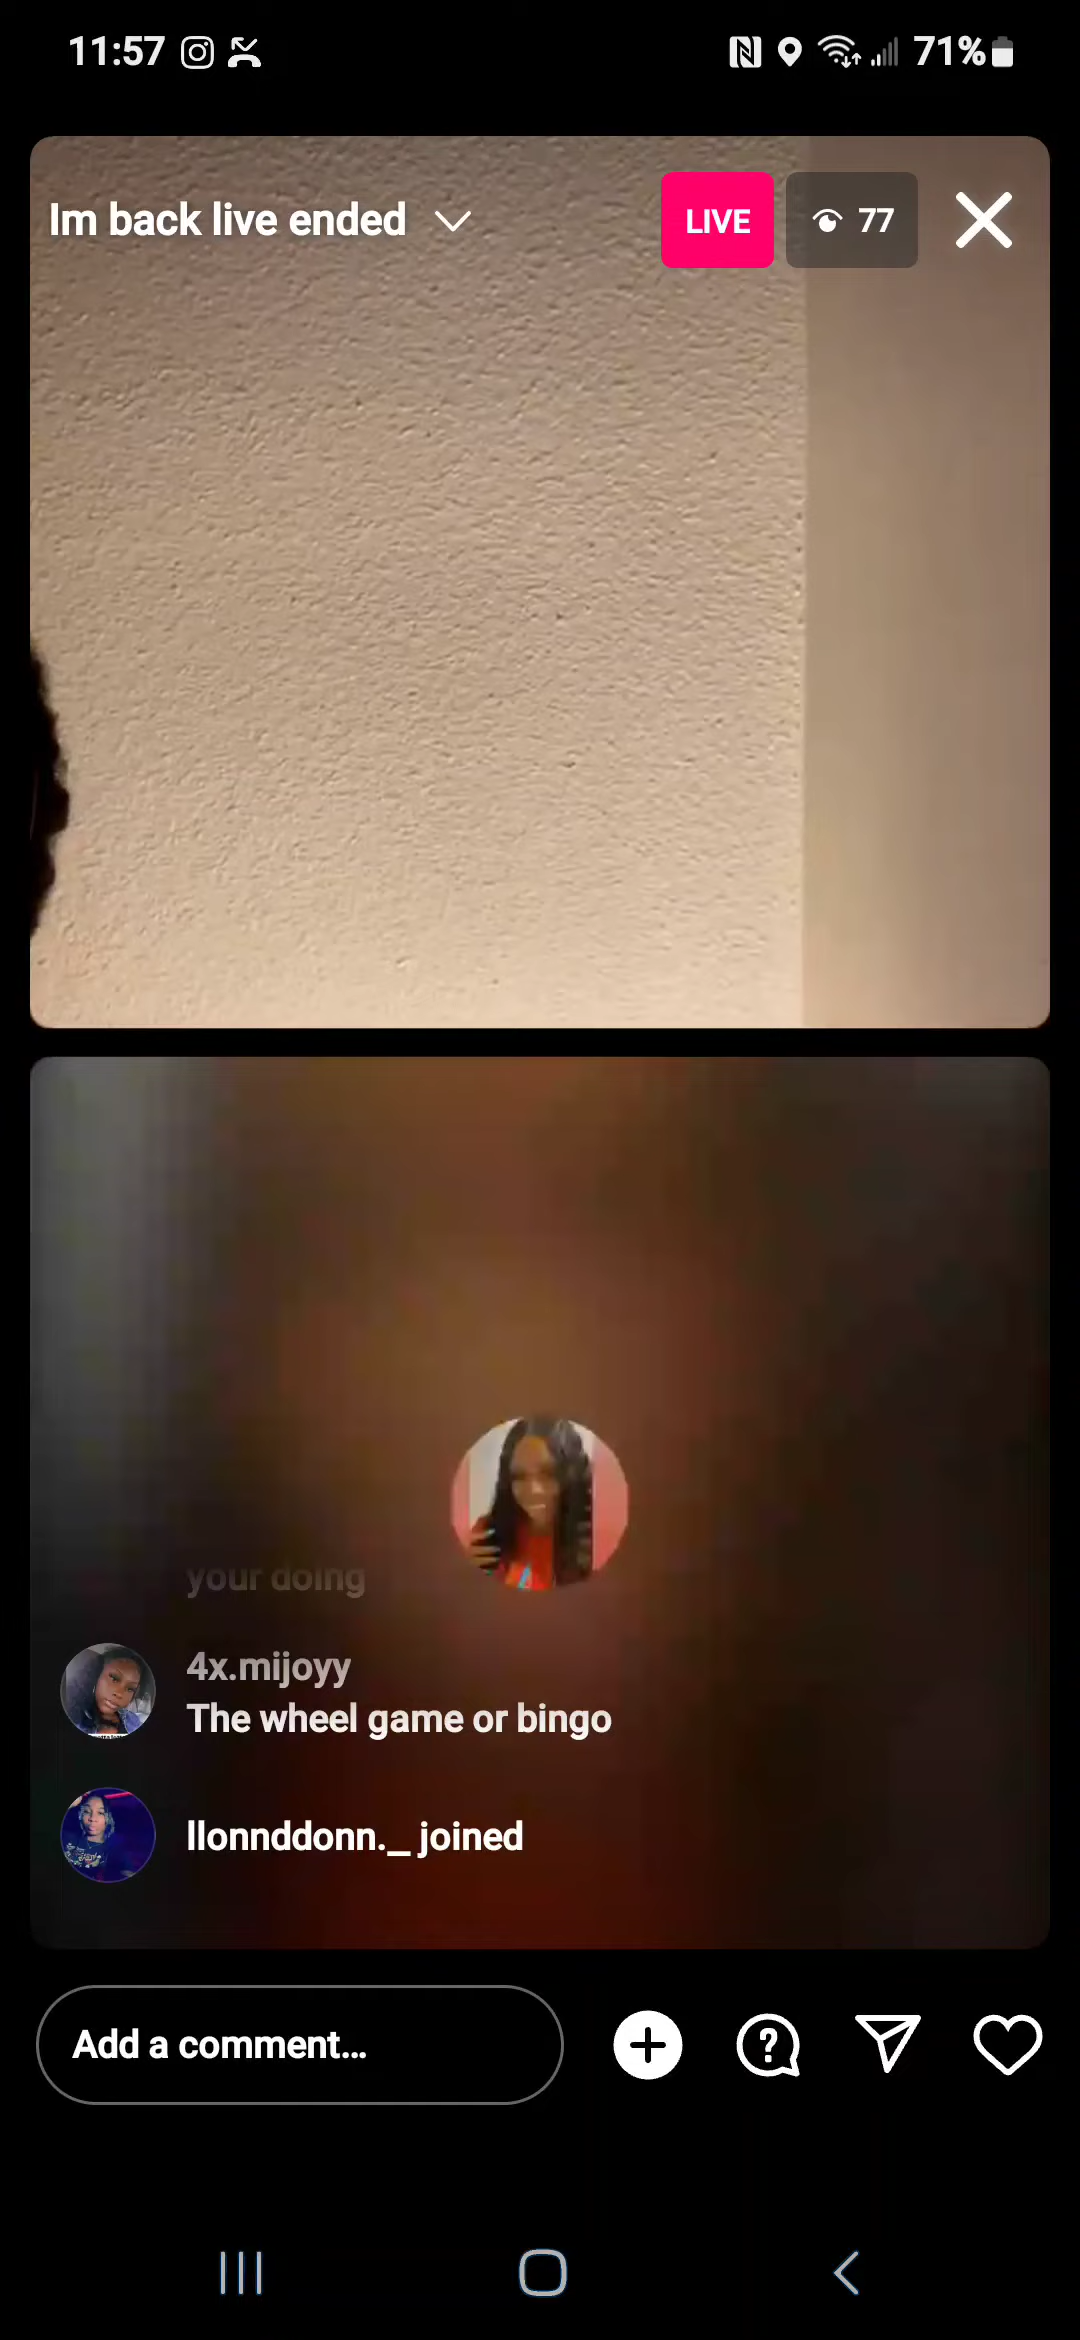 11:57
71%
Im back live ended
LIVE
77
your doing
4x.mijoyy
The wheel game or bingo
llonnddonn._ joined
Add a comment...